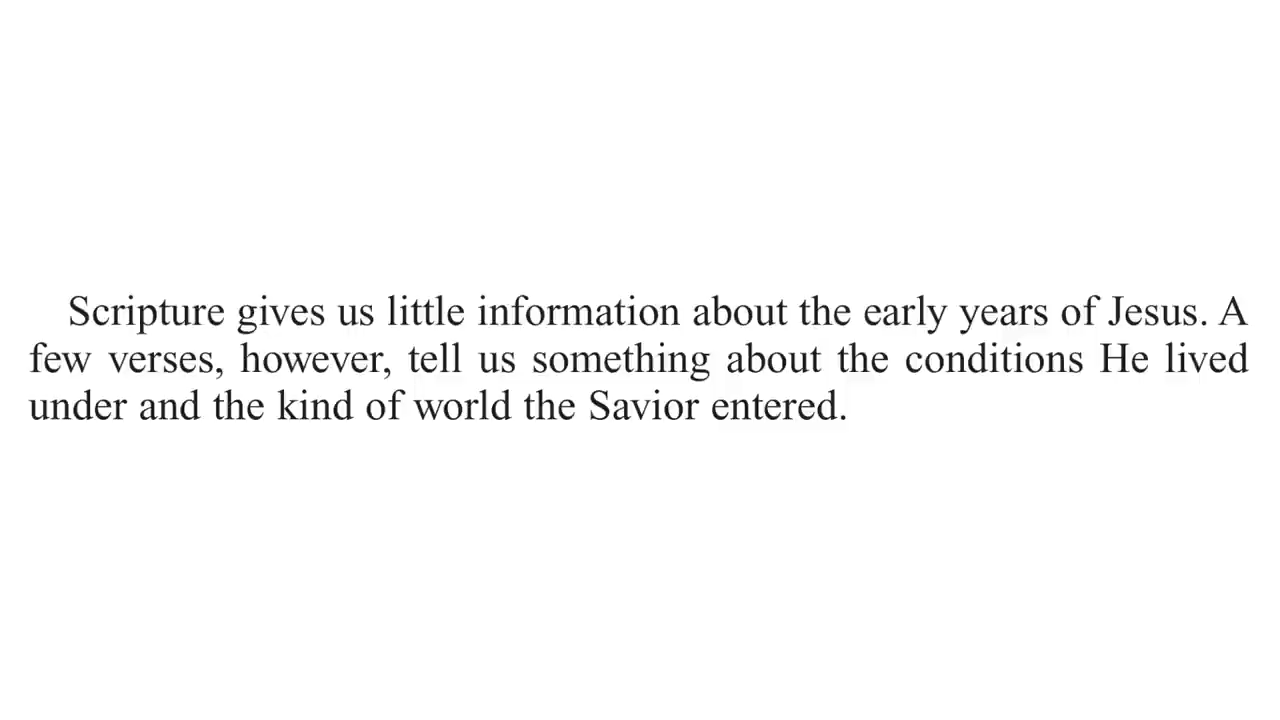 Scripture gives us little information about the early years of Jesus. A
few verses, however, tell us something about the conditions He lived
under and the kind of world the Savior entered.